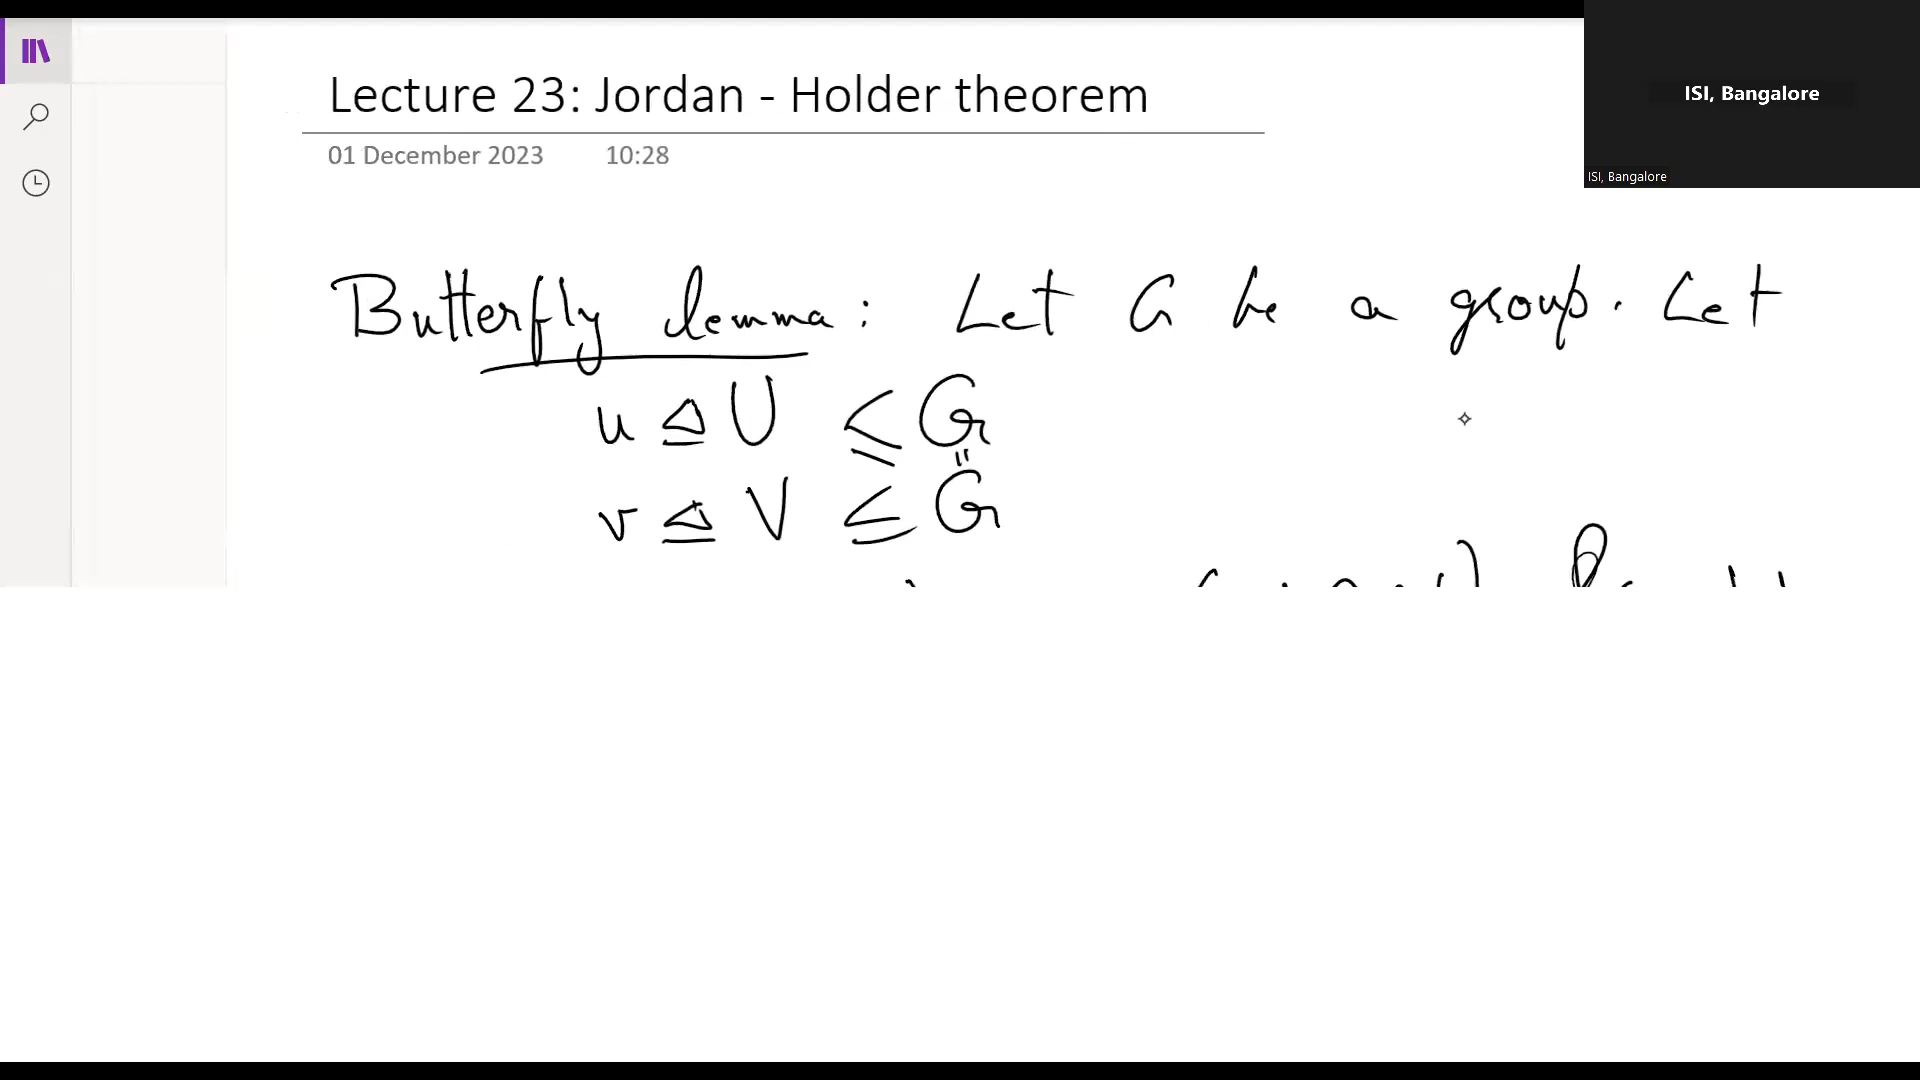 Lecture 23: Jordan - Holder theorem
01 December 2023 10:28
ISI, Bangalore
ISI, Bangalore
Butterfly lemma: Let G be a group. Let
u ⊴ U ≤ G
=
v ⊴ V ≤ G